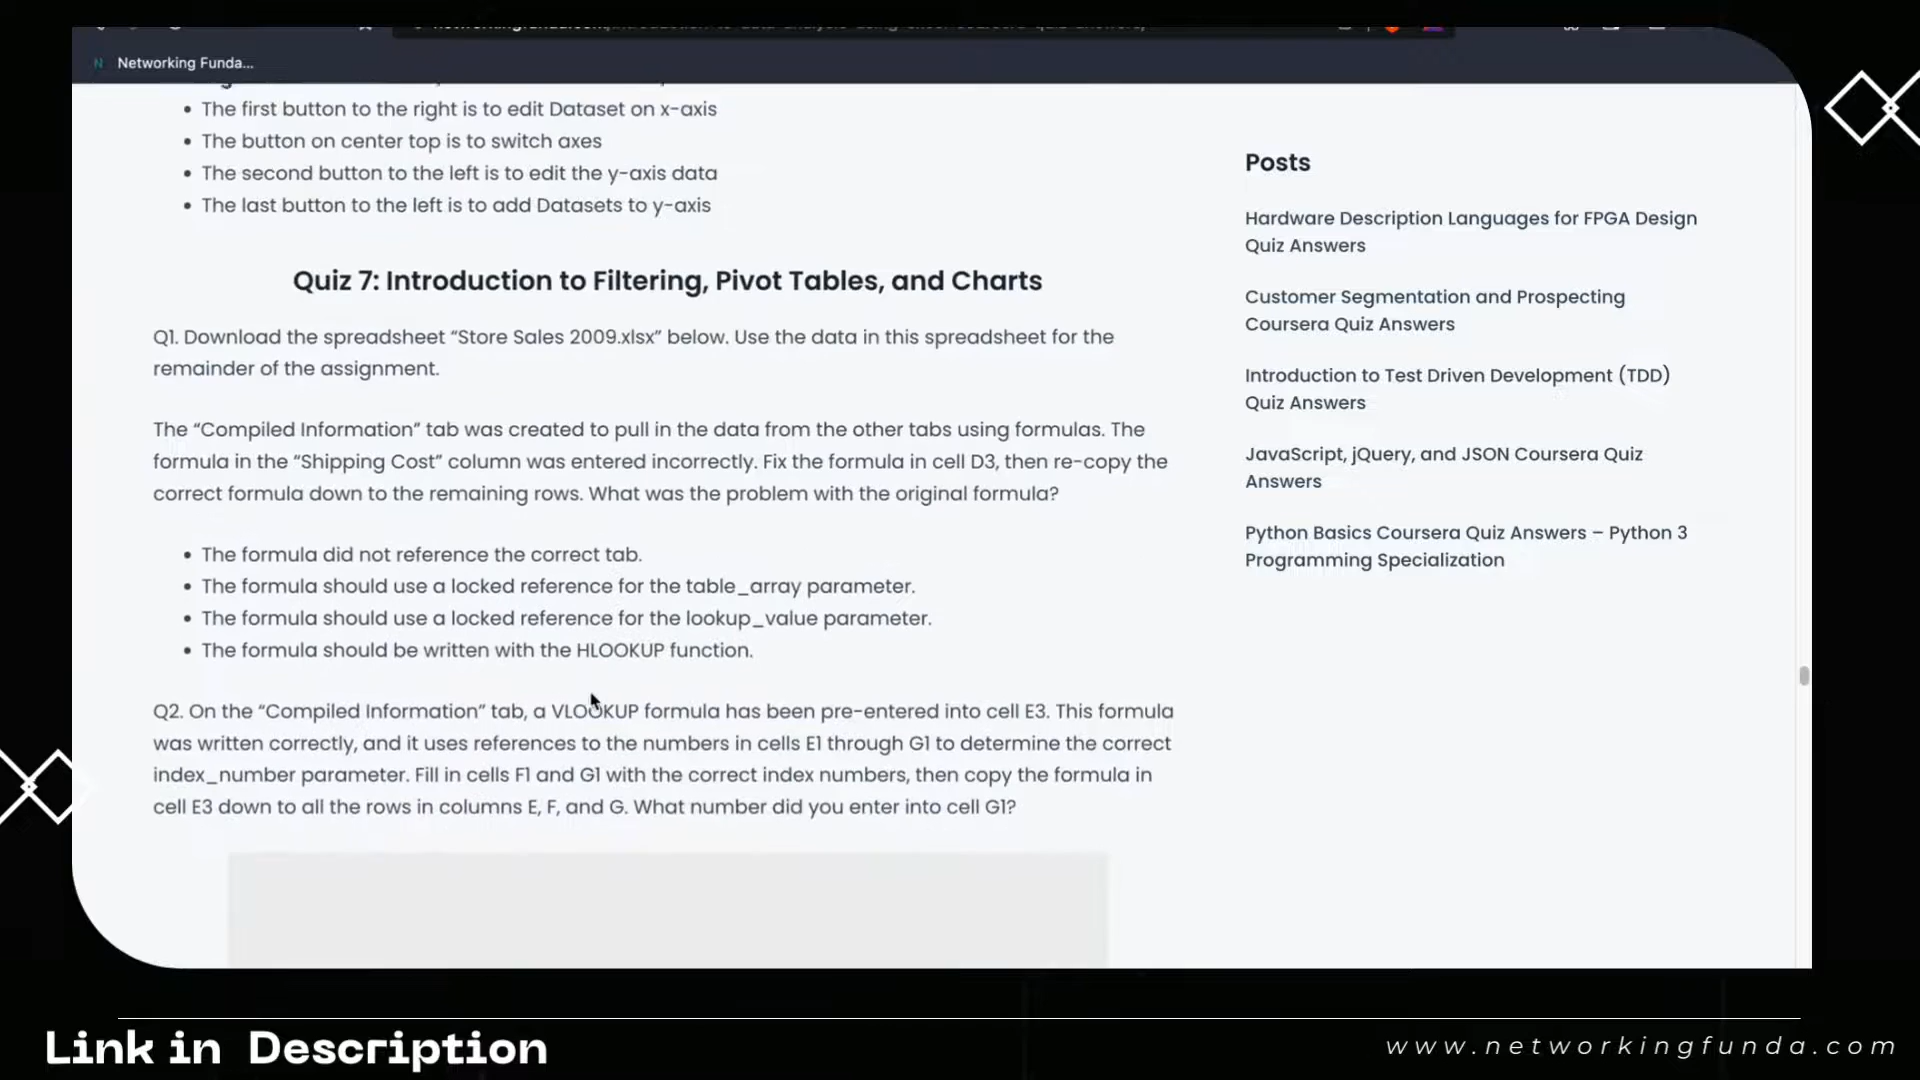 Networking Funda...
The first button to the right is to edit Dataset on x-axis
The button on center top is to switch axes
The second button to the left is to edit the y-axis data
The last button to the left is to add Datasets to y-axis
Quiz 7: Introduction to Filtering, Pivot Tables, and Charts
Q1. Download the spreadsheet “Store Sales 2009.xlsx” below. Use the data in this spreadsheet for the
remainder of the assignment.
The “Compiled Information” tab was created to pull in the data from the other tabs using formulas. The
formula in the “Shipping Cost” column was entered incorrectly. Fix the formula in cell D3, then re-copy the
correct formula down to the remaining rows. What was the problem with the original formula?
The formula did not reference the correct tab.
The formula should use a locked reference for the table_array parameter.
The formula should use a locked reference for the lookup_value parameter.
The formula should be written with the HLOOKUP function.
Q2. On the “Compiled Information” tab, a VLOOKUP formula has been pre-entered into cell E3. This formula
was written correctly, and it uses references to the numbers in cells E1 through G1 to determine the correct
index_number parameter. Fill in cells F1 and G1 with the correct index numbers, then copy the formula in
cell E3 down to all the rows in columns E, F, and G. What number did you enter into cell G1?
Posts
Hardware Description Languages for FPGA Design
Quiz Answers
Customer Segmentation and Prospecting
Coursera Quiz Answers
Introduction to Test Driven Development (TDD)
Quiz Answers
JavaScript, jQuery, and JSON Coursera Quiz
Answers
Python Basics Coursera Quiz Answers – Python 3
Programming Specialization
Link in Description
www.networkingfunda.com